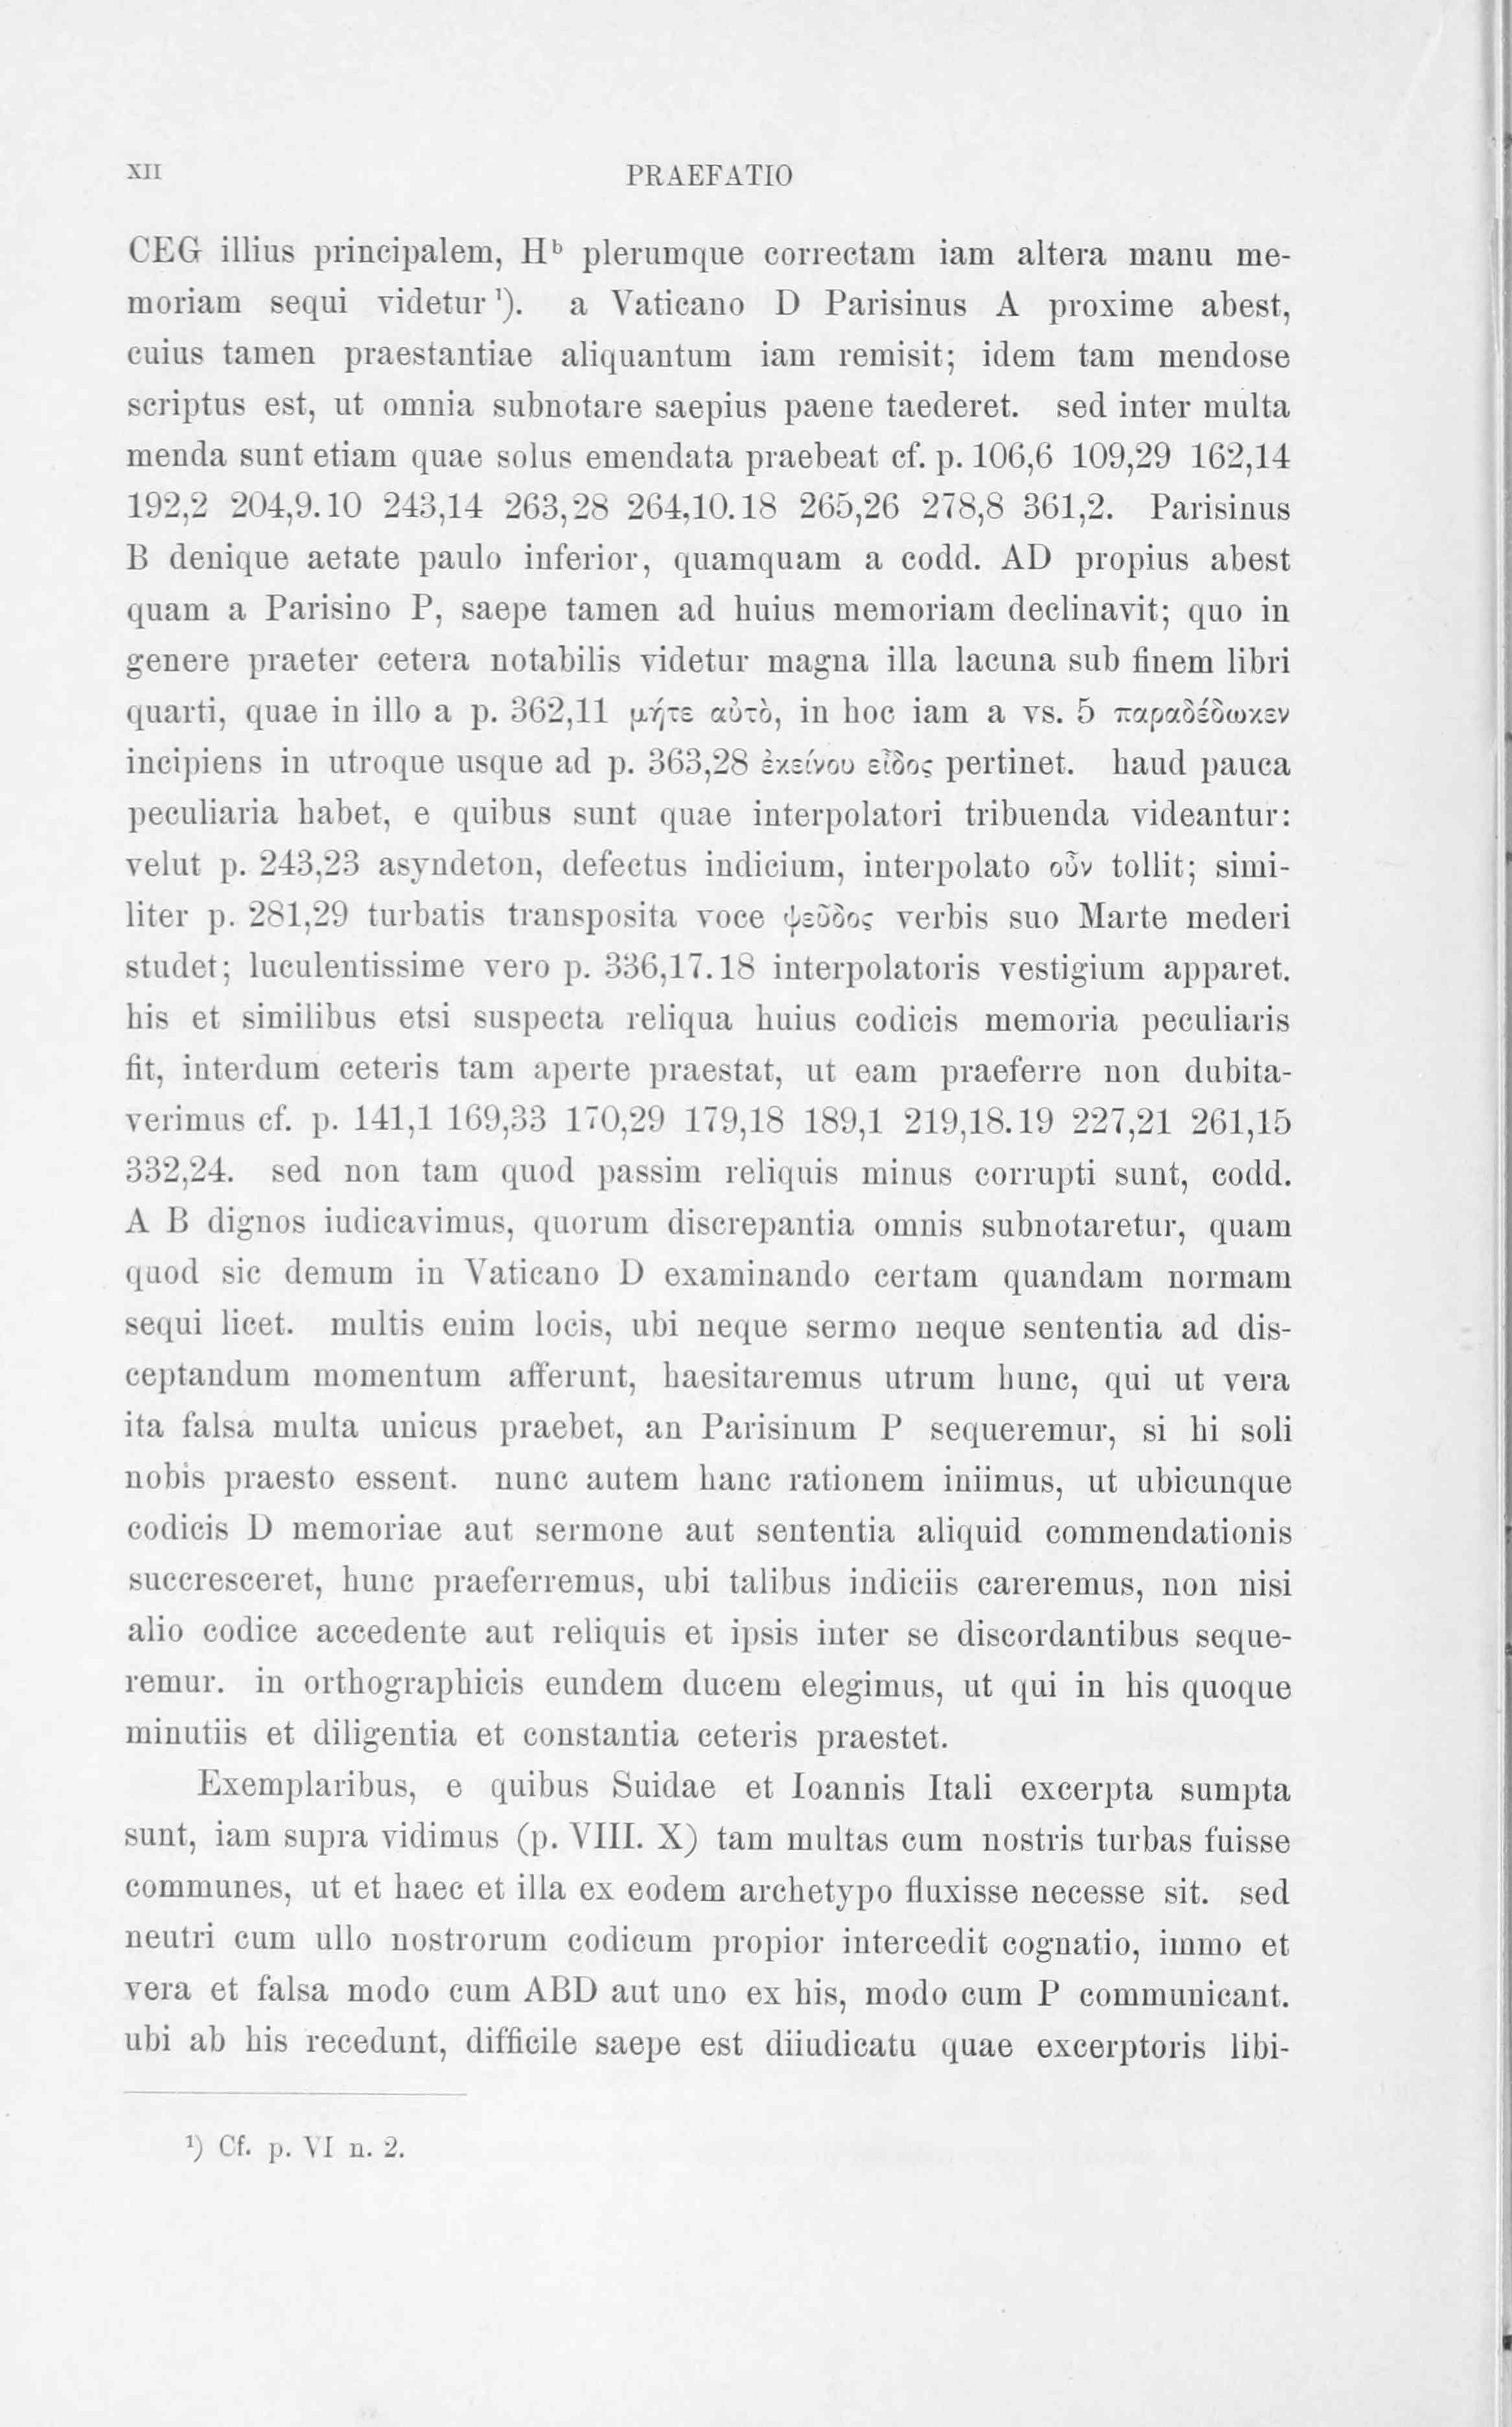 XII
PRAEFATIO
CEG illius principalem, Hᵇ plerumque correctam iam altera manu me-
moriam sequi videtur ¹). a Vaticano D Parisinus A proxime abest,
cuius tamen praestantiae aliquantum iam remisit; idem tam mendose
scriptus est, ut omnia subnotare saepius paene taederet. sed inter multa
menda sunt etiam quae solus emendata praebeat cf. p. 106,6 109,29 162,14
192,2 204,9.10 243,14 263,28 264,10.18 265,26 278,8 361,2. Parisinus
B denique aetate paulo inferior, quamquam a codd. AD propius abest
quam a Parisino P, saepe tamen ad huius memoriam declinavit; quo in
genere praeter cetera notabilis videtur magna illa lacuna sub finem libri
quarti, quae in illo a p. 362,11 μήτε αὐτὸ, in hoc iam a vs. 5 παραδέδωκεν
incipiens in utroque usque ad p. 363,28 ἐκείνου εἶδος pertinet. haud pauca
peculiaria habet, e quibus sunt quae interpolatori tribuenda videantur:
velut p. 243,23 asyndeton, defectus indicium, interpolato οὖν tollit; simi-
liter p. 281,29 turbatis transposita voce ψεῦδος verbis suo Marte mederi
studet; luculentissime vero p. 336,17.18 interpolatoris vestigium apparet.
his et similibus etsi suspecta reliqua huius codicis memoria peculiaris
fit, interdum ceteris tam aperte praestat, ut eam praeferre non dubita-
verimus cf. p. 141,1 169,33 170,29 179,18 189,1 219,18.19 227,21 261,15
332,24. sed non tam quod passim reliquis minus corrupti sunt, codd.
A B dignos iudicavimus, quorum discrepantia omnis subnotaretur, quam
quod sic demum in Vaticano D examinando certam quandam normam
sequi licet. multis enim locis, ubi neque sermo neque sententia ad dis-
ceptandum momentum afferunt, haesitaremus utrum hunc, qui ut vera
ita falsa multa unicus praebet, an Parisinum P sequeremur, si hi soli
nobis praesto essent. nunc autem hanc rationem iniimus, ut ubicunque
codicis D memoriae aut sermone aut sententia aliquid commendationis
succresceret, hunc praeferremus, ubi talibus indiciis careremus, non nisi
alio codice accedente aut reliquis et ipsis inter se discordantibus seque-
remur. in orthographicis eundem ducem elegimus, ut qui in his quoque
minutiis et diligentia et constantia ceteris praestet.
Exemplaribus, e quibus Suidae et Ioannis Itali excerpta sumpta
sunt, iam supra vidimus (p. VIII. X) tam multas cum nostris turbas fuisse
communes, ut et haec et illa ex eodem archetypo fluxisse necesse sit. sed
neutri cum ullo nostrorum codicum propior intercedit cognatio, immo et
vera et falsa modo cum ABD aut uno ex his, modo cum P communicant.
ubi ab his recedunt, difficile saepe est diiudicatu quae excerptoris libi-
¹) Cf. p. VI n. 2.